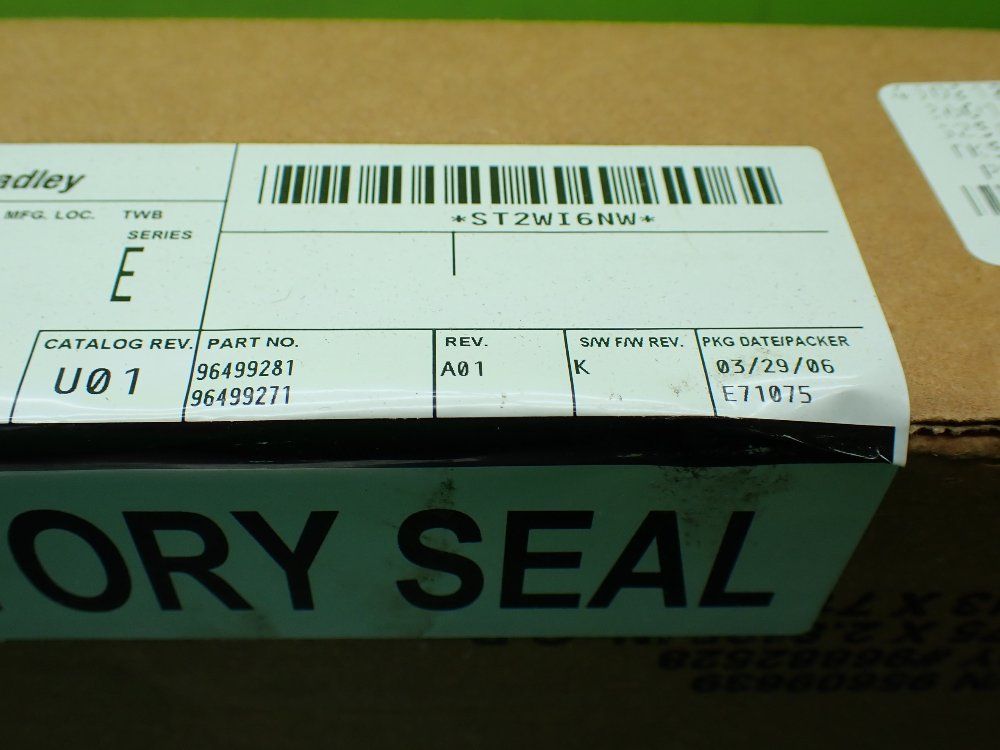 adley
*ST2WI6NW*
MFG. LOC. TWB
SERIES
E
CATALOG REV. PART NO. REV. S/W F/W REV. PKG DATE/PACKER
U01 96499281 A01 K 03/29/06
96499271 E71075
ORY SEAL